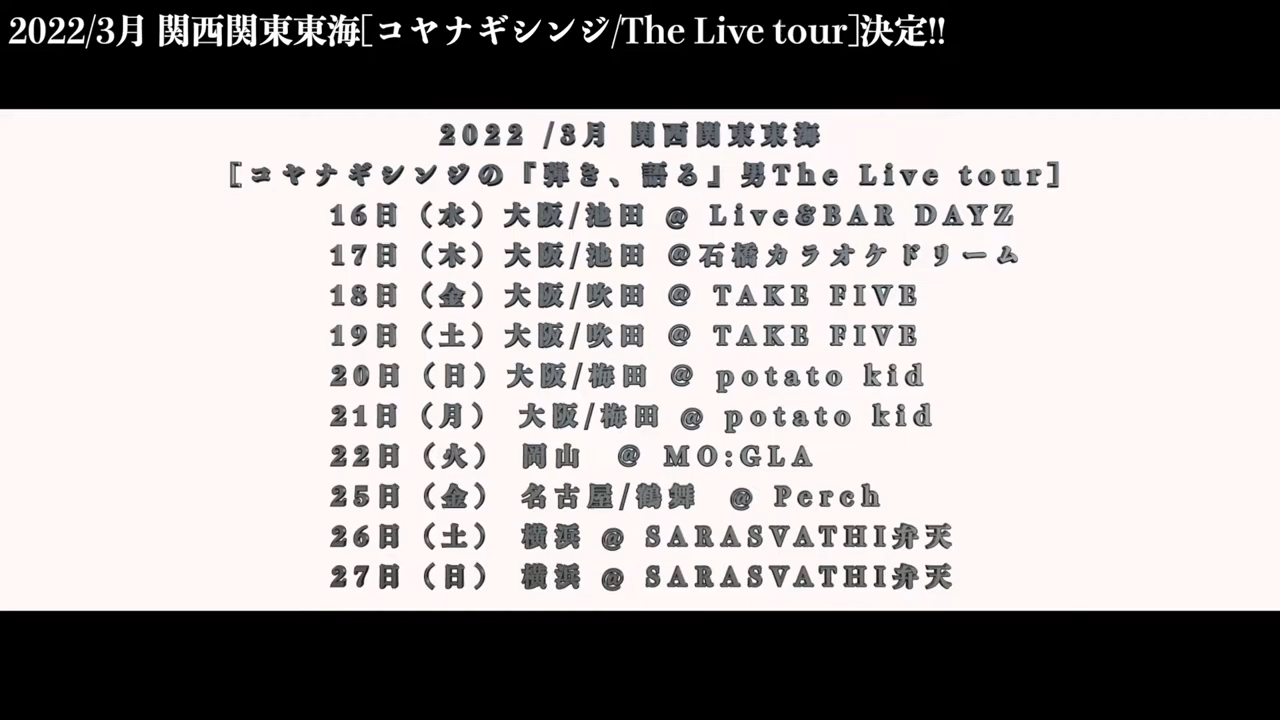 2022/3月 関西関東東海[コヤナギシンジ/The Live tour]決定!!
2022 /3月 関西関東東海
[コヤナギシンジの『弾き、語る』男The Live tour]
16日（水）大阪/池田 @ Live&BAR DAYZ
17日（木）大阪/池田 @石橋カラオケドリーム
18日（金）大阪/吹田 @ TAKE FIVE
19日（土）大阪/吹田 @ TAKE FIVE
20日（日）大阪/梅田 @ potato kid
21日（月） 大阪/梅田 @ potato kid
22日（火） 岡山 @ MO:GLA
25日（金） 名古屋/鶴舞 @ Perch
26日（土） 横浜 @ SARASVATHI弁天
27日（日） 横浜 @ SARASVATHI弁天